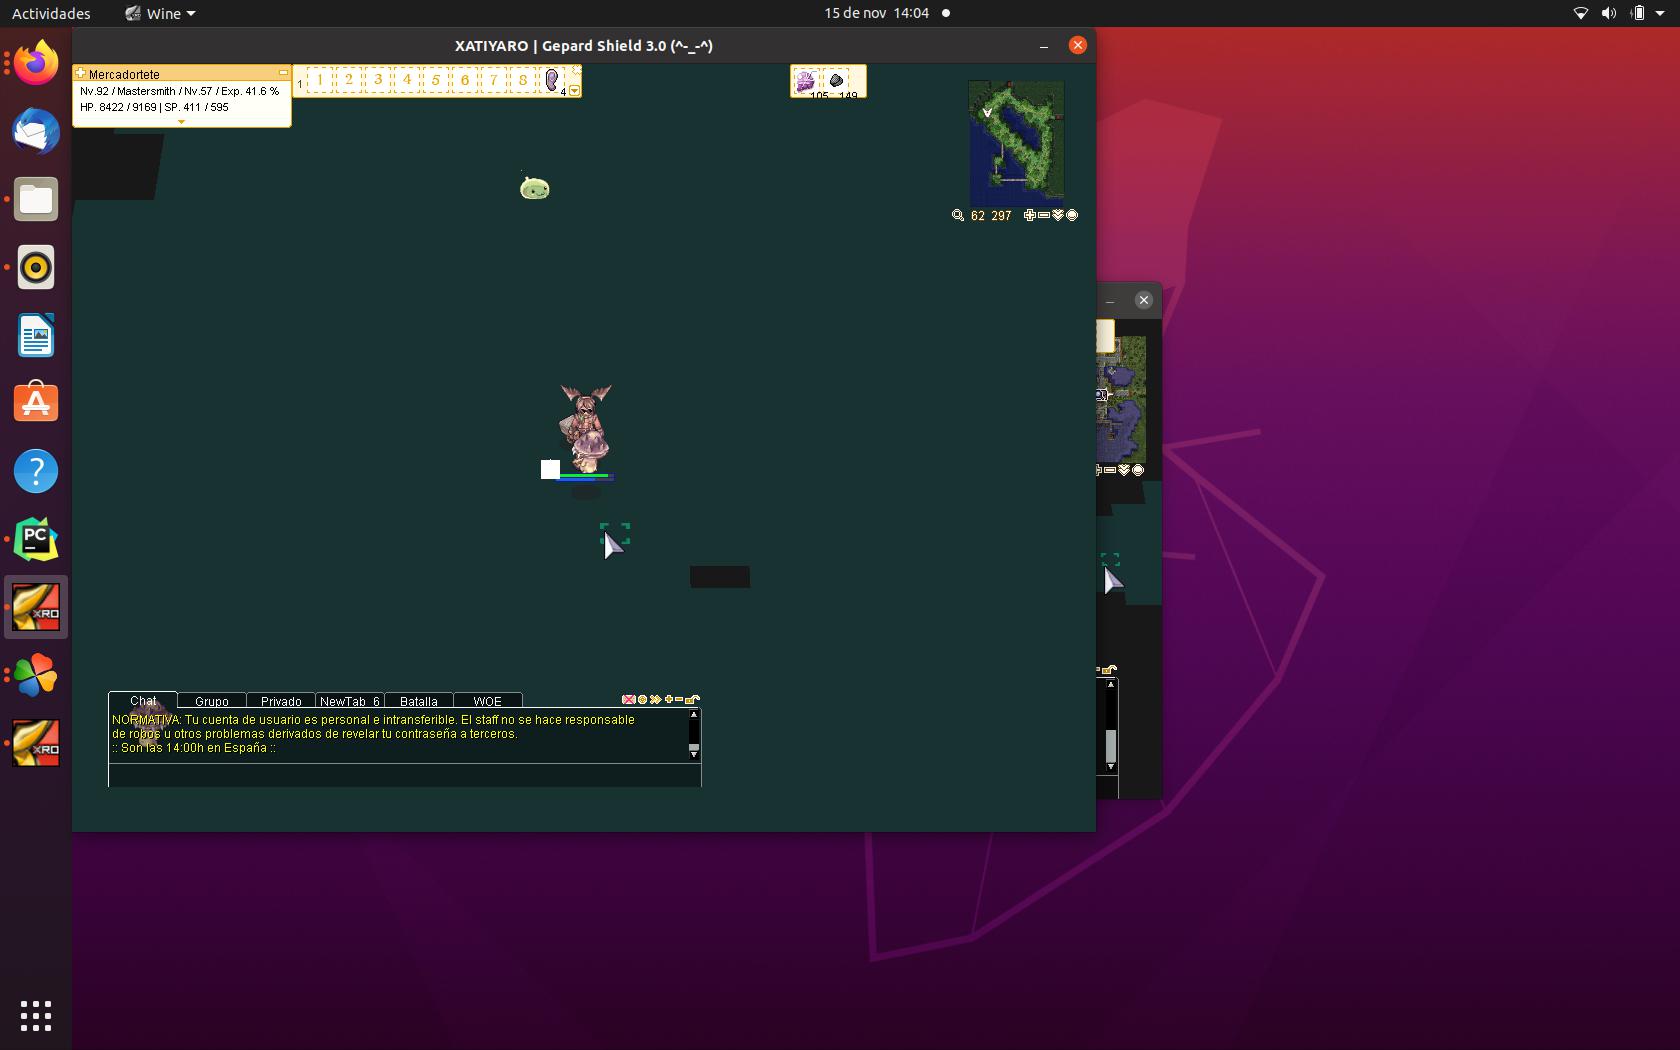 Actividades
Wine
15 de nov 14:04
XATIYARO | Gepard Shield 3.0 (^-_-^)
Mercadortete
Nv.92 / Mastersmith / Nv.57 / Exp. 41.6 %
HP. 8422 / 9169 | SP. 411 / 595
1 1 2 3 4 5 6 7 8 4
105 149
62 297
PC
XRO
XRO
Chat Grupo Privado NewTab_6 Batalla WOE
NORMATIVA: Tu cuenta de usuario es personal e intransferible. El staff no se hace responsable
de robos u otros problemas derivados de revelar tu contraseña a terceros.
:: Son las 14:00h en España ::